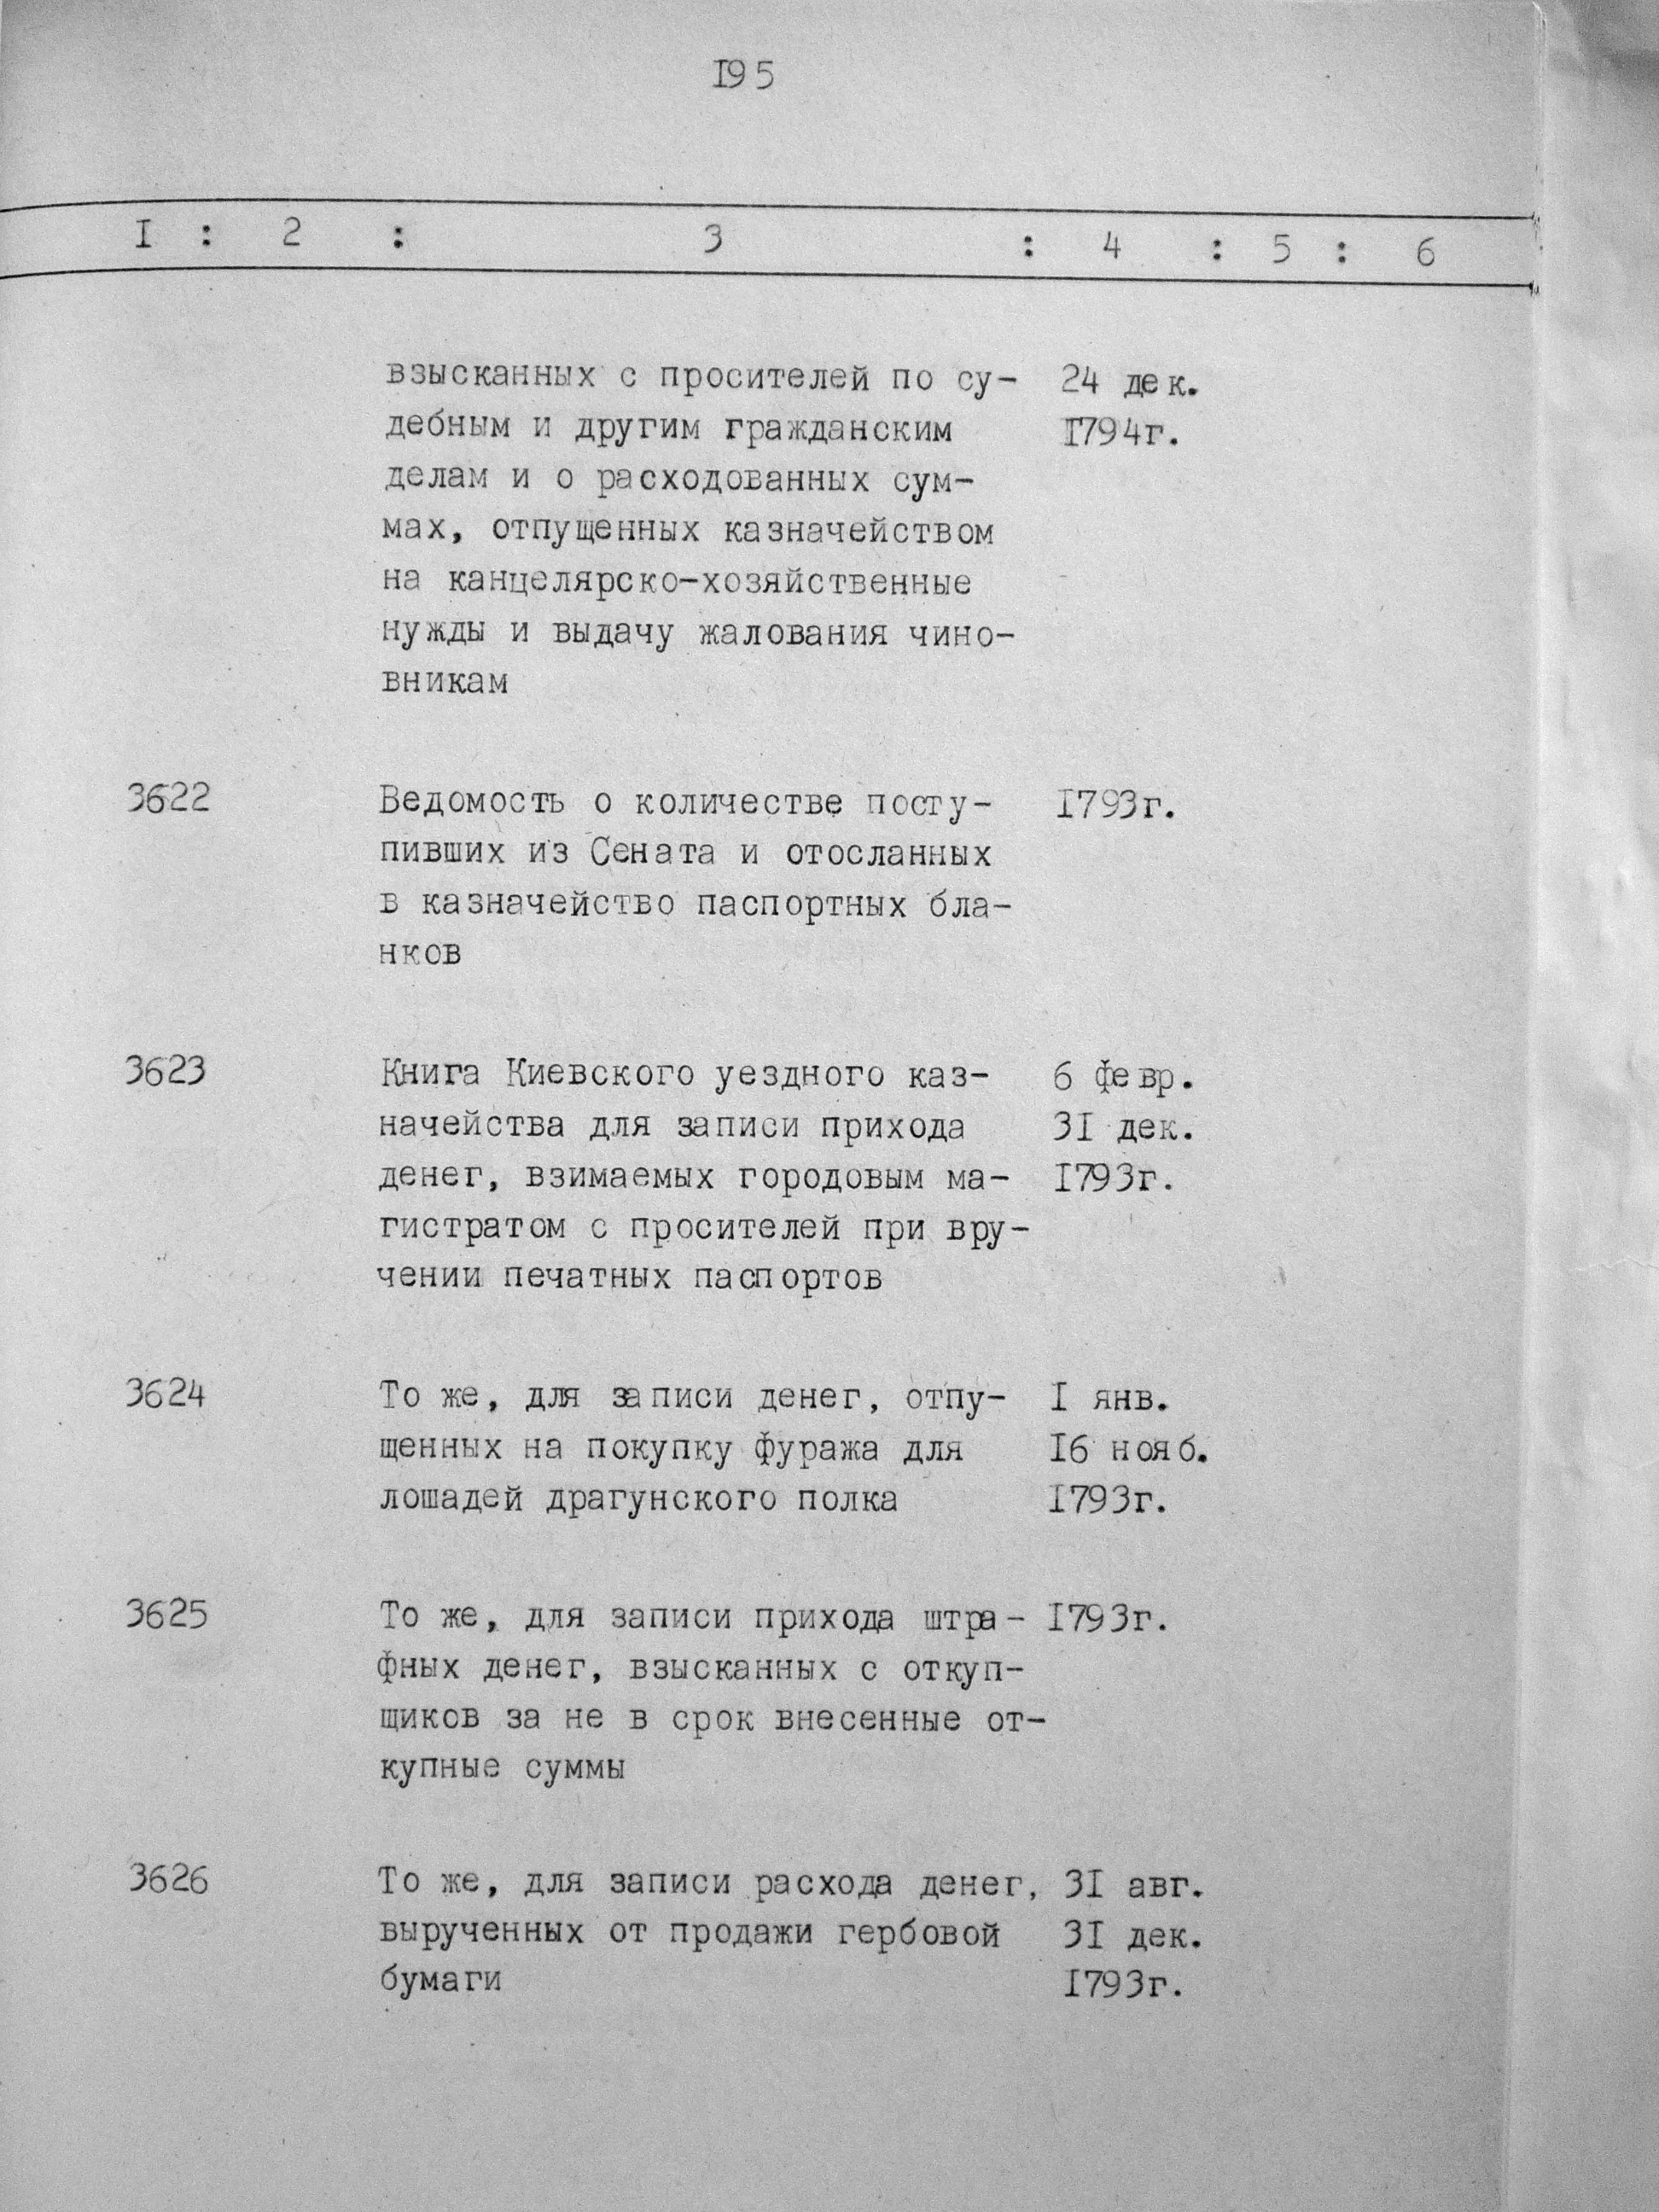 I95
I : 2 : 3 : 4 : 5 : 6
взысканных с просителей по су- 24 дек.
дебным и другим гражданским I794г.
делам и о расходованных сум-
мах, отпущенных казначейством
на канцелярско-хозяйственные
нужды и выдачу жалования чино-
вникам
3622 Ведомость о количестве посту- I793г.
пивших из Сената и отосланных
в казначейство паспортных бла-
нков
3623 Книга Киевского уездного каз- 6 февр.
начейства для записи прихода 3I дек.
денег, взимаемых городовым ма- I793г.
гистратом с просителей при вру-
чении печатных паспортов
3624 То же, для записи денег, отпу- I янв.
щенных на покупку фуража для I6 нояб.
лошадей драгунского полка I793г.
3625 То же, для записи прихода штра- I793г.
фных денег, взысканных с откуп-
щиков за не в срок внесенные от-
купные суммы
3626 То же, для записи расхода денег, 3I авг.
вырученных от продажи гербовой 3I дек.
бумаги I793г.